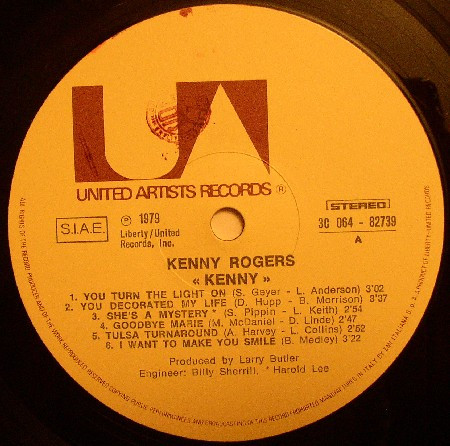 UA
UNITED ARTISTS RECORDS ®
S.I.A.E.
℗ 1979
Liberty/United
Records, Inc.
STEREO
3C 064 - 82739
A
KENNY ROGERS
« KENNY »
1. YOU TURN THE LIGHT ON (S. Geyer - L. Anderson) 3'02
2. YOU DECORATED MY LIFE (D. Hupp - B. Morrison) 3'37
3. SHE'S A MYSTERY* (S. Pippin - L. Keith) 2'54
4. GOODBYE MARIE (M. McDaniel - D. Linde) 2'47
5. TULSA TURNAROUND (A. Harvey - L. Collins) 2'52
6. I WANT TO MAKE YOU SMILE (B. Medley) 3'22
Produced by Larry Butler
Engineer: Billy Sherrill, * Harold Lee